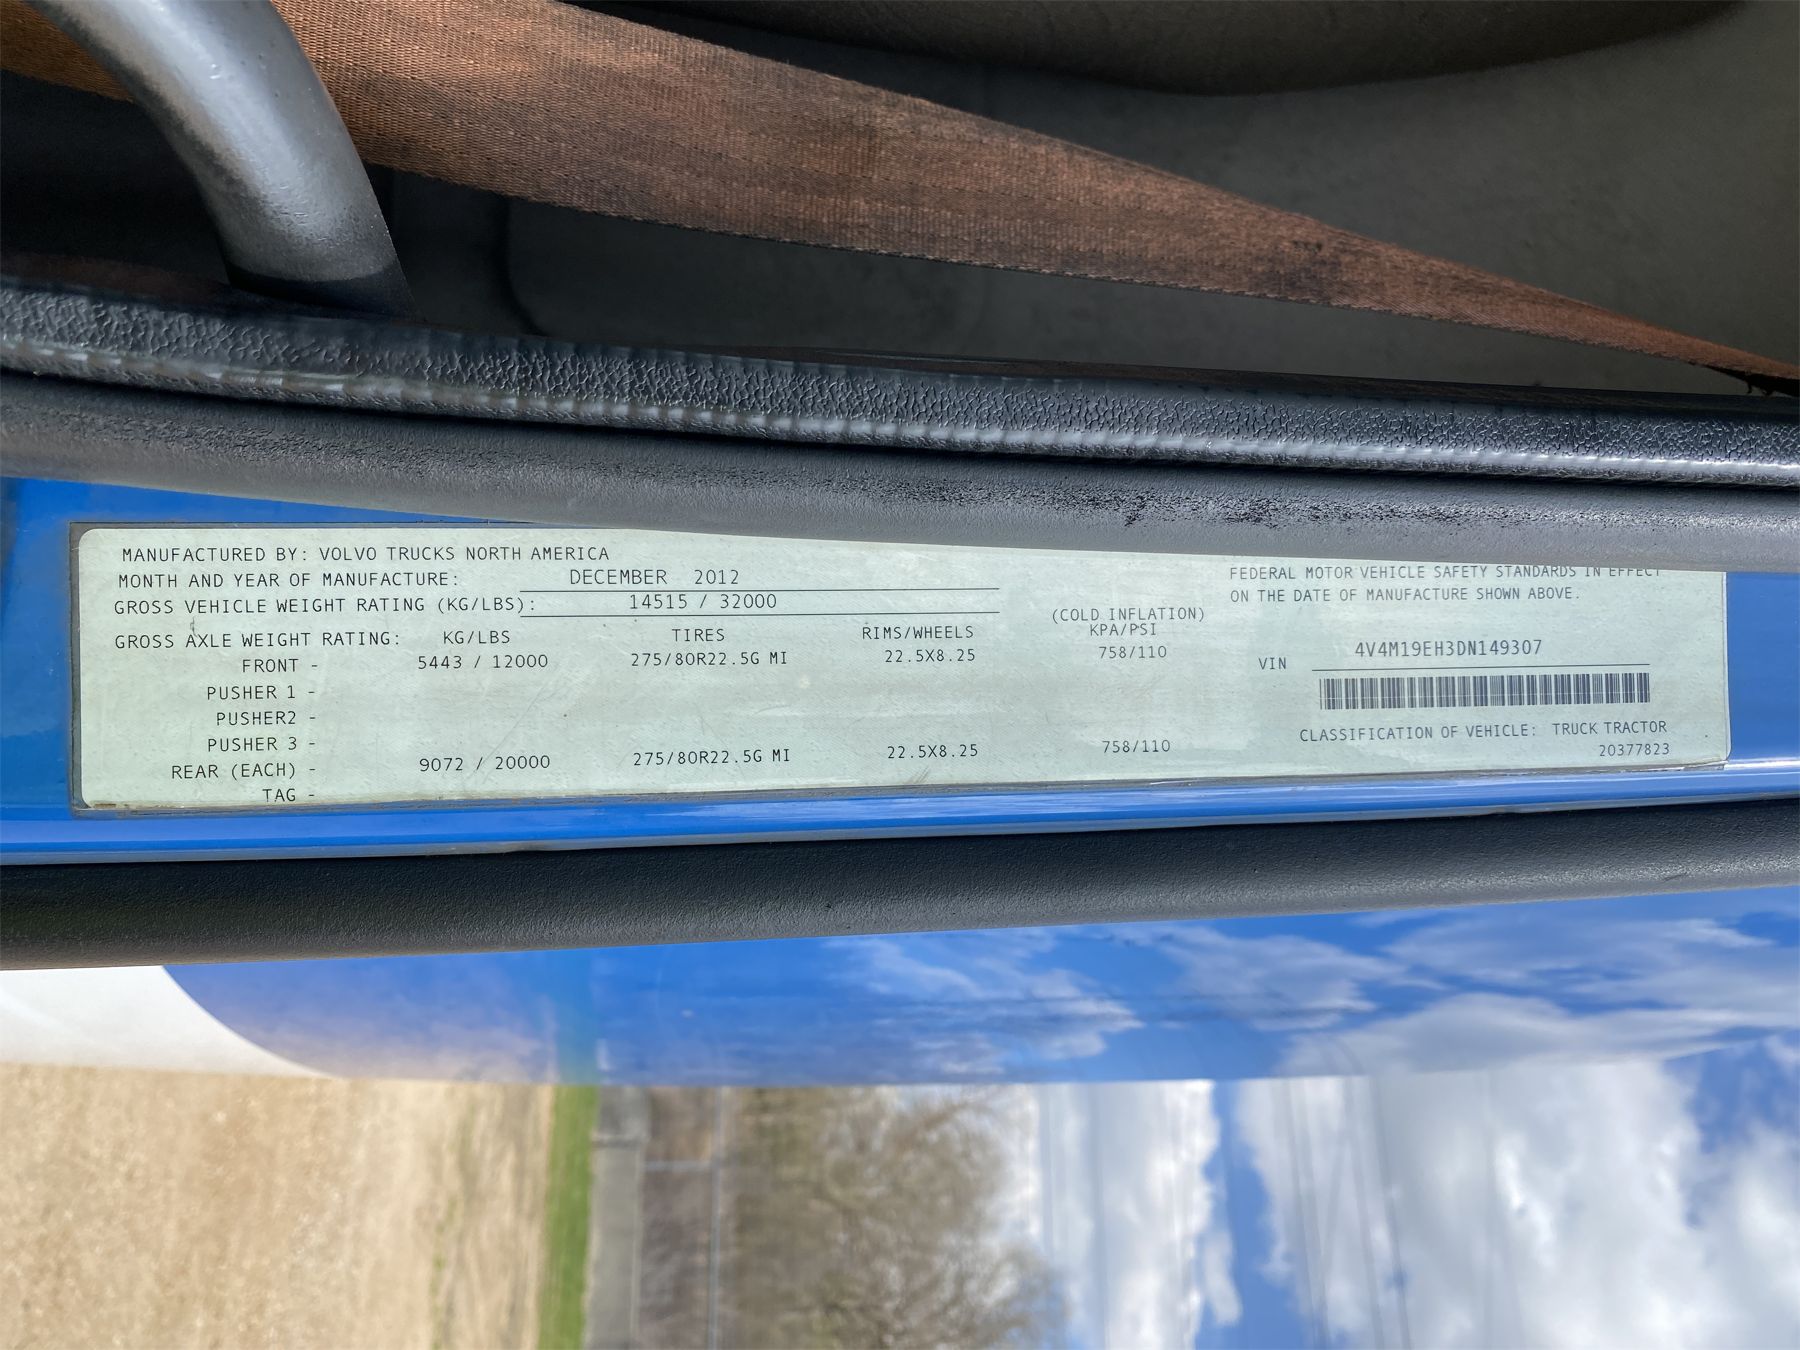 MANUFACTURED BY: VOLVO TRUCKS NORTH AMERICA
MONTH AND YEAR OF MANUFACTURE: DECEMBER 2012
GROSS VEHICLE WEIGHT RATING (KG/LBS): 14515 / 32000
GROSS AXLE WEIGHT RATING: KG/LBS TIRES RIMS/WHEELS (COLD INFLATION) KPA/PSI
FRONT - 5443 / 12000 275/80R22.5G MI 22.5X8.25 758/110
PUSHER 1 -
PUSHER2 -
PUSHER 3 -
REAR (EACH) - 9072 / 20000 275/80R22.5G MI 22.5X8.25 758/110
TAG -
FEDERAL MOTOR VEHICLE SAFETY STANDARDS IN EFFECT
ON THE DATE OF MANUFACTURE SHOWN ABOVE.
VIN 4V4M19EH3DN149307
CLASSIFICATION OF VEHICLE: TRUCK TRACTOR
20377823